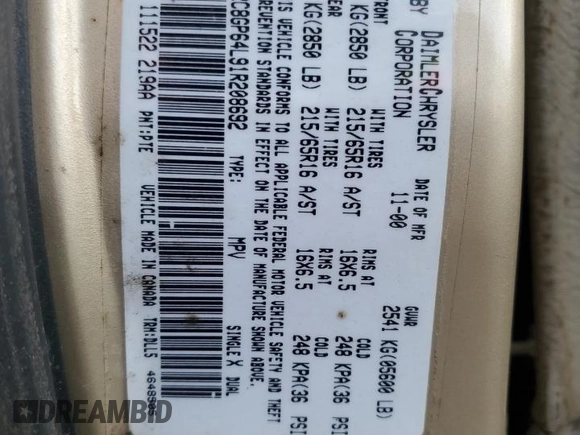 BY DAIMLERCHRYSLER CORPORATION
DATE OF MFR 11-00
GVWR 2541 KG(05600 LB)
FRONT WITH TIRES RIMS AT COLD
KG(2850 LB) 215/65R16 A/ST 16X6.5 248 KPA(36 PSI
REAR WITH TIRES RIMS AT COLD
KG(2850 LB) 215/65R16 A/ST 16X6.5 248 KPA(36 PSI
IS VEHICLE CONFORMS TO ALL APPLICABLE FEDERAL MOTOR VEHICLE SAFETY AND THEFT
REVENTION STANDARDS IN EFFECT ON THE DATE OF MANUFACTURE SHOWN ABOVE.
C8GP64L91R208692 MPV SINGLE X DUAL
111522 219AA PNT:PTE VEHICLE MADE IN CANADA TRM:DLL5
DREAMBID